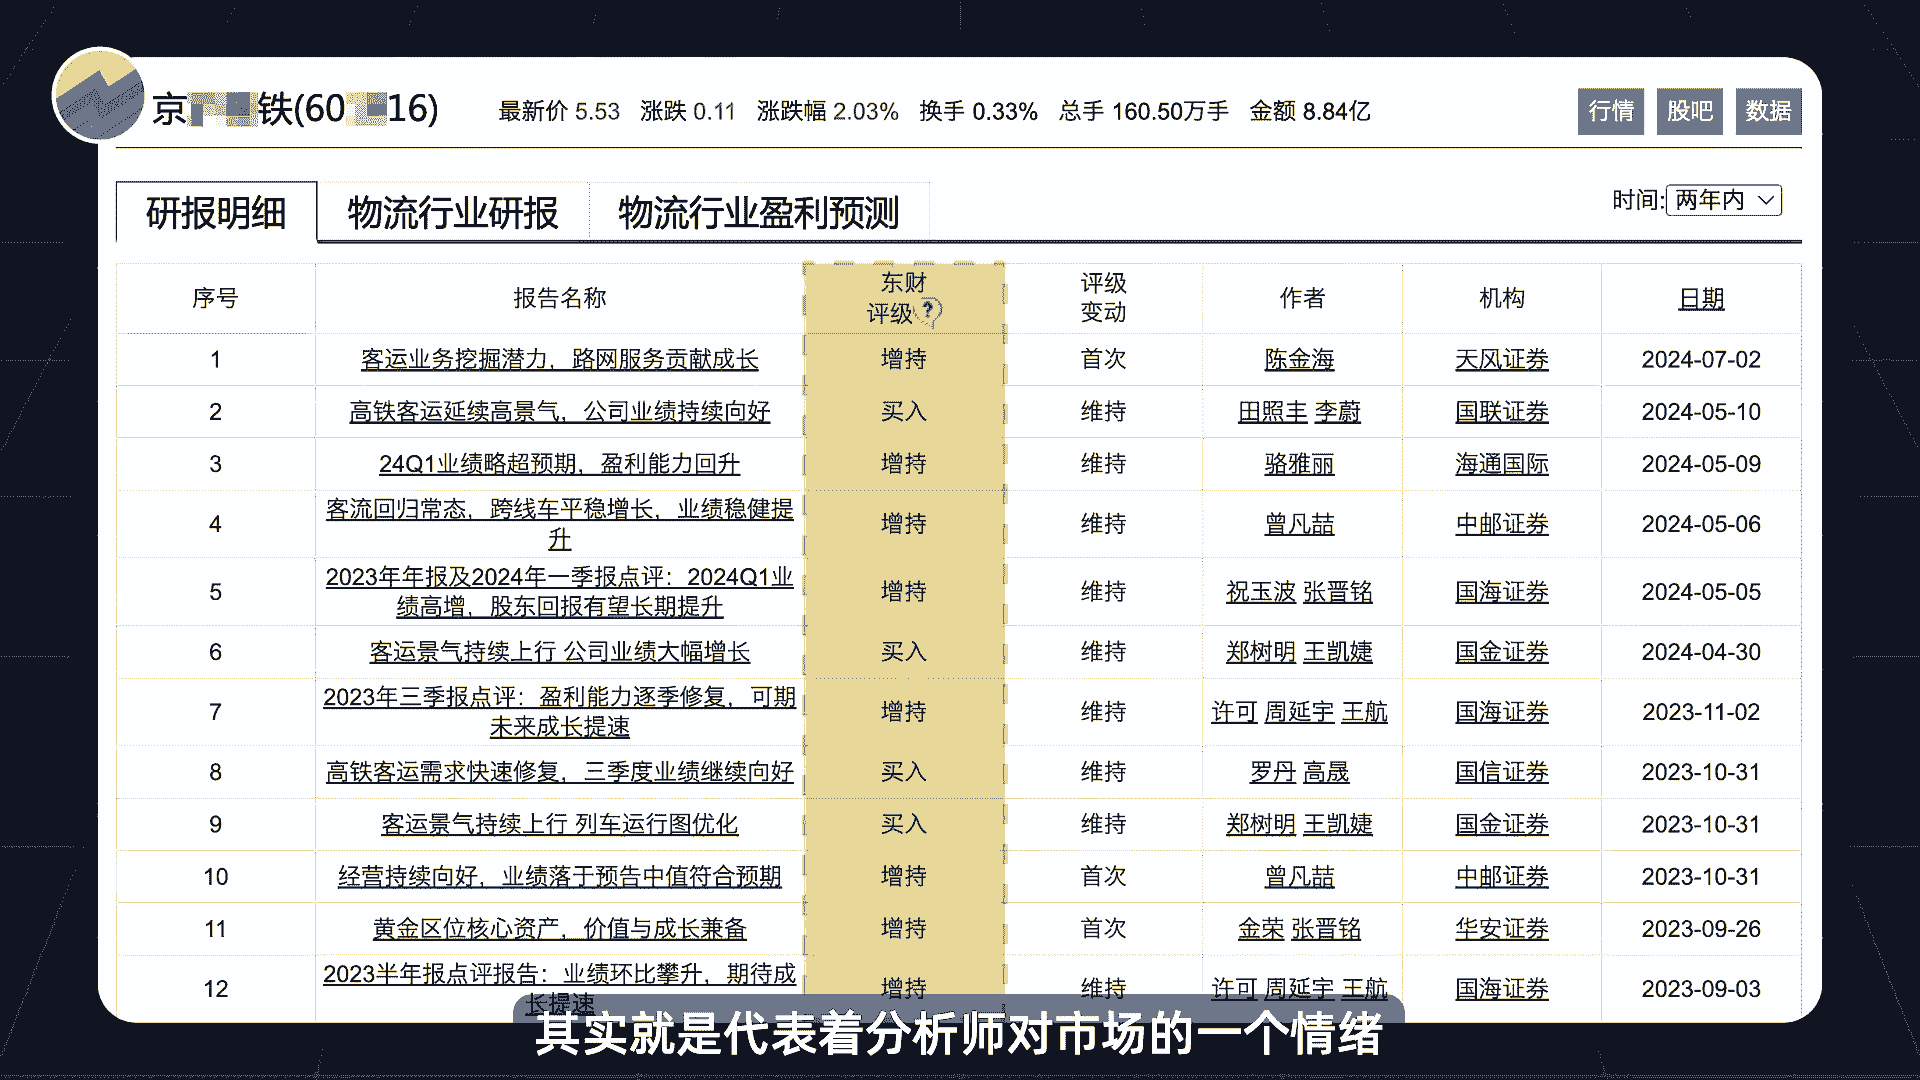 京 铁(60 16) 最新价 5.53 涨跌 0.11 涨跌幅 2.03% 换手 0.33% 总手 160.50万手 金额 8.84亿 行情 股吧 数据
研报明细 物流行业研报 物流行业盈利预测 时间: 两年内
序号 报告名称 东财评级? 评级变动 作者 机构 日期
1 客运业务挖掘潜力，路网服务贡献成长 增持 首次 陈金海 天风证券 2024-07-02
2 高铁客运延续高景气，公司业绩持续向好 买入 维持 田照丰 李蔚 国联证券 2024-05-10
3 24Q1业绩略超预期，盈利能力回升 增持 维持 骆雅丽 海通国际 2024-05-09
4 客流回归常态，跨线车平稳增长，业绩稳健提升 增持 维持 曾凡喆 中邮证券 2024-05-06
5 2023年年报及2024年一季报点评：2024Q1业绩高增，股东回报有望长期提升 增持 维持 祝玉波 张晋铭 国海证券 2024-05-05
6 客运景气持续上行 公司业绩大幅增长 买入 维持 郑树明 王凯婕 国金证券 2024-04-30
7 2023年三季报点评：盈利能力逐季修复，可期未来成长提速 增持 维持 许可 周延宇 王航 国海证券 2023-11-02
8 高铁客运需求快速修复，三季度业绩继续向好 买入 维持 罗丹 高晟 国信证券 2023-10-31
9 客运景气持续上行 列车运行图优化 买入 维持 郑树明 王凯婕 国金证券 2023-10-31
10 经营持续向好，业绩落于预告中值符合预期 增持 首次 曾凡喆 中邮证券 2023-10-31
11 黄金区位核心资产，价值与成长兼备 增持 首次 金荣 张晋铭 华安证券 2023-09-26
12 2023半年报点评报告：业绩环比攀升，期待成长提速 增持 维持 许可 周延宇 王航 国海证券 2023-09-03
其实就是代表着分析师对市场的一个情绪